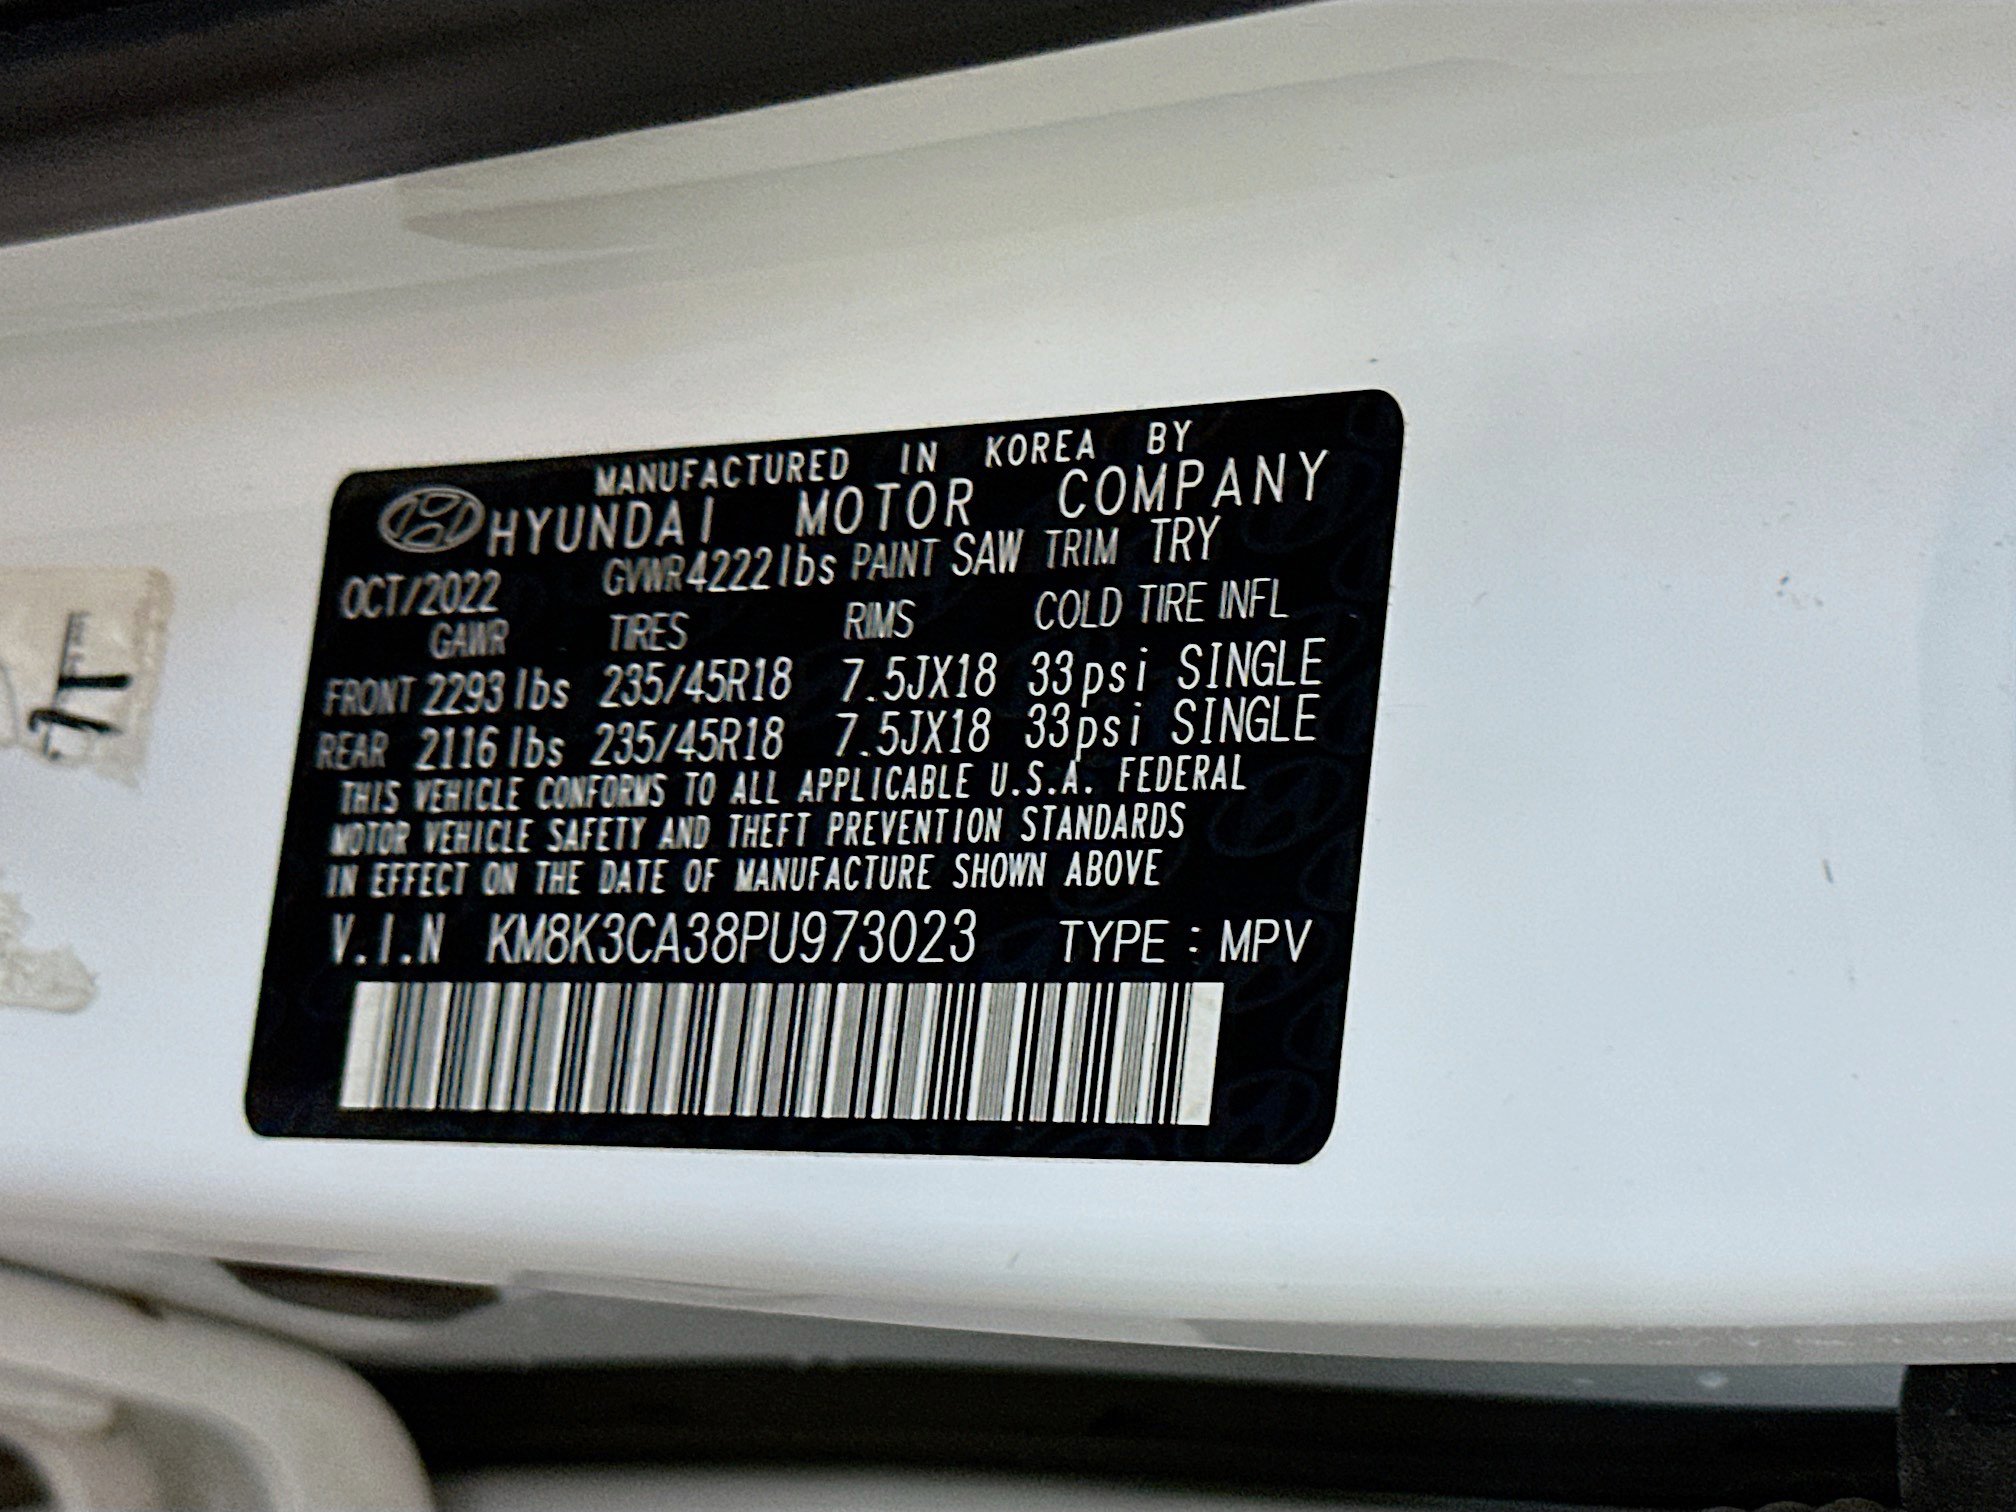 MANUFACTURED IN KOREA BY
HYUNDAI MOTOR COMPANY
OCT/2022 GVWR 4222 lbs PAINT SAW TRIM TRY
GAWR TIRES RIMS COLD TIRE INFL
FRONT 2293 lbs 235/45R18 7.5JX18 33psi SINGLE
REAR 2116 lbs 235/45R18 7.5JX18 33psi SINGLE
THIS VEHICLE CONFORMS TO ALL APPLICABLE U.S.A. FEDERAL
MOTOR VEHICLE SAFETY AND THEFT PREVENTION STANDARDS
IN EFFECT ON THE DATE OF MANUFACTURE SHOWN ABOVE
V.I.N KM8K3CA38PU973023 TYPE : MPV